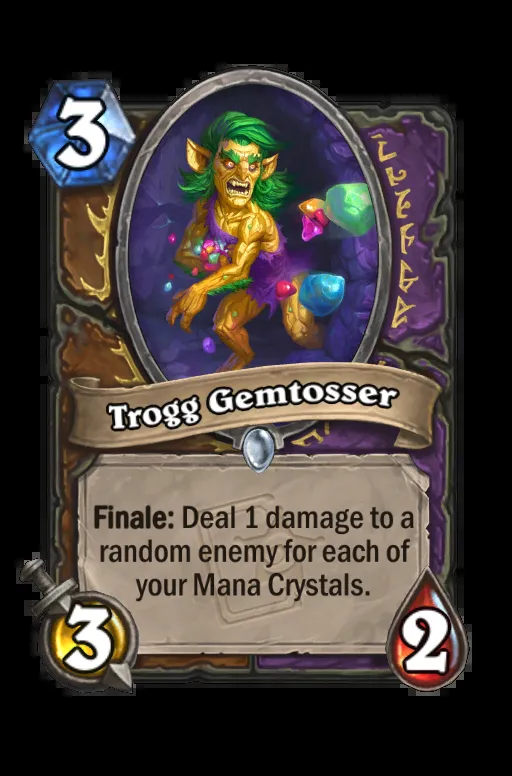 3
Trogg Gemtosser
Finale: Deal 1 damage to a
random enemy for each of
your Mana Crystals.
3
2